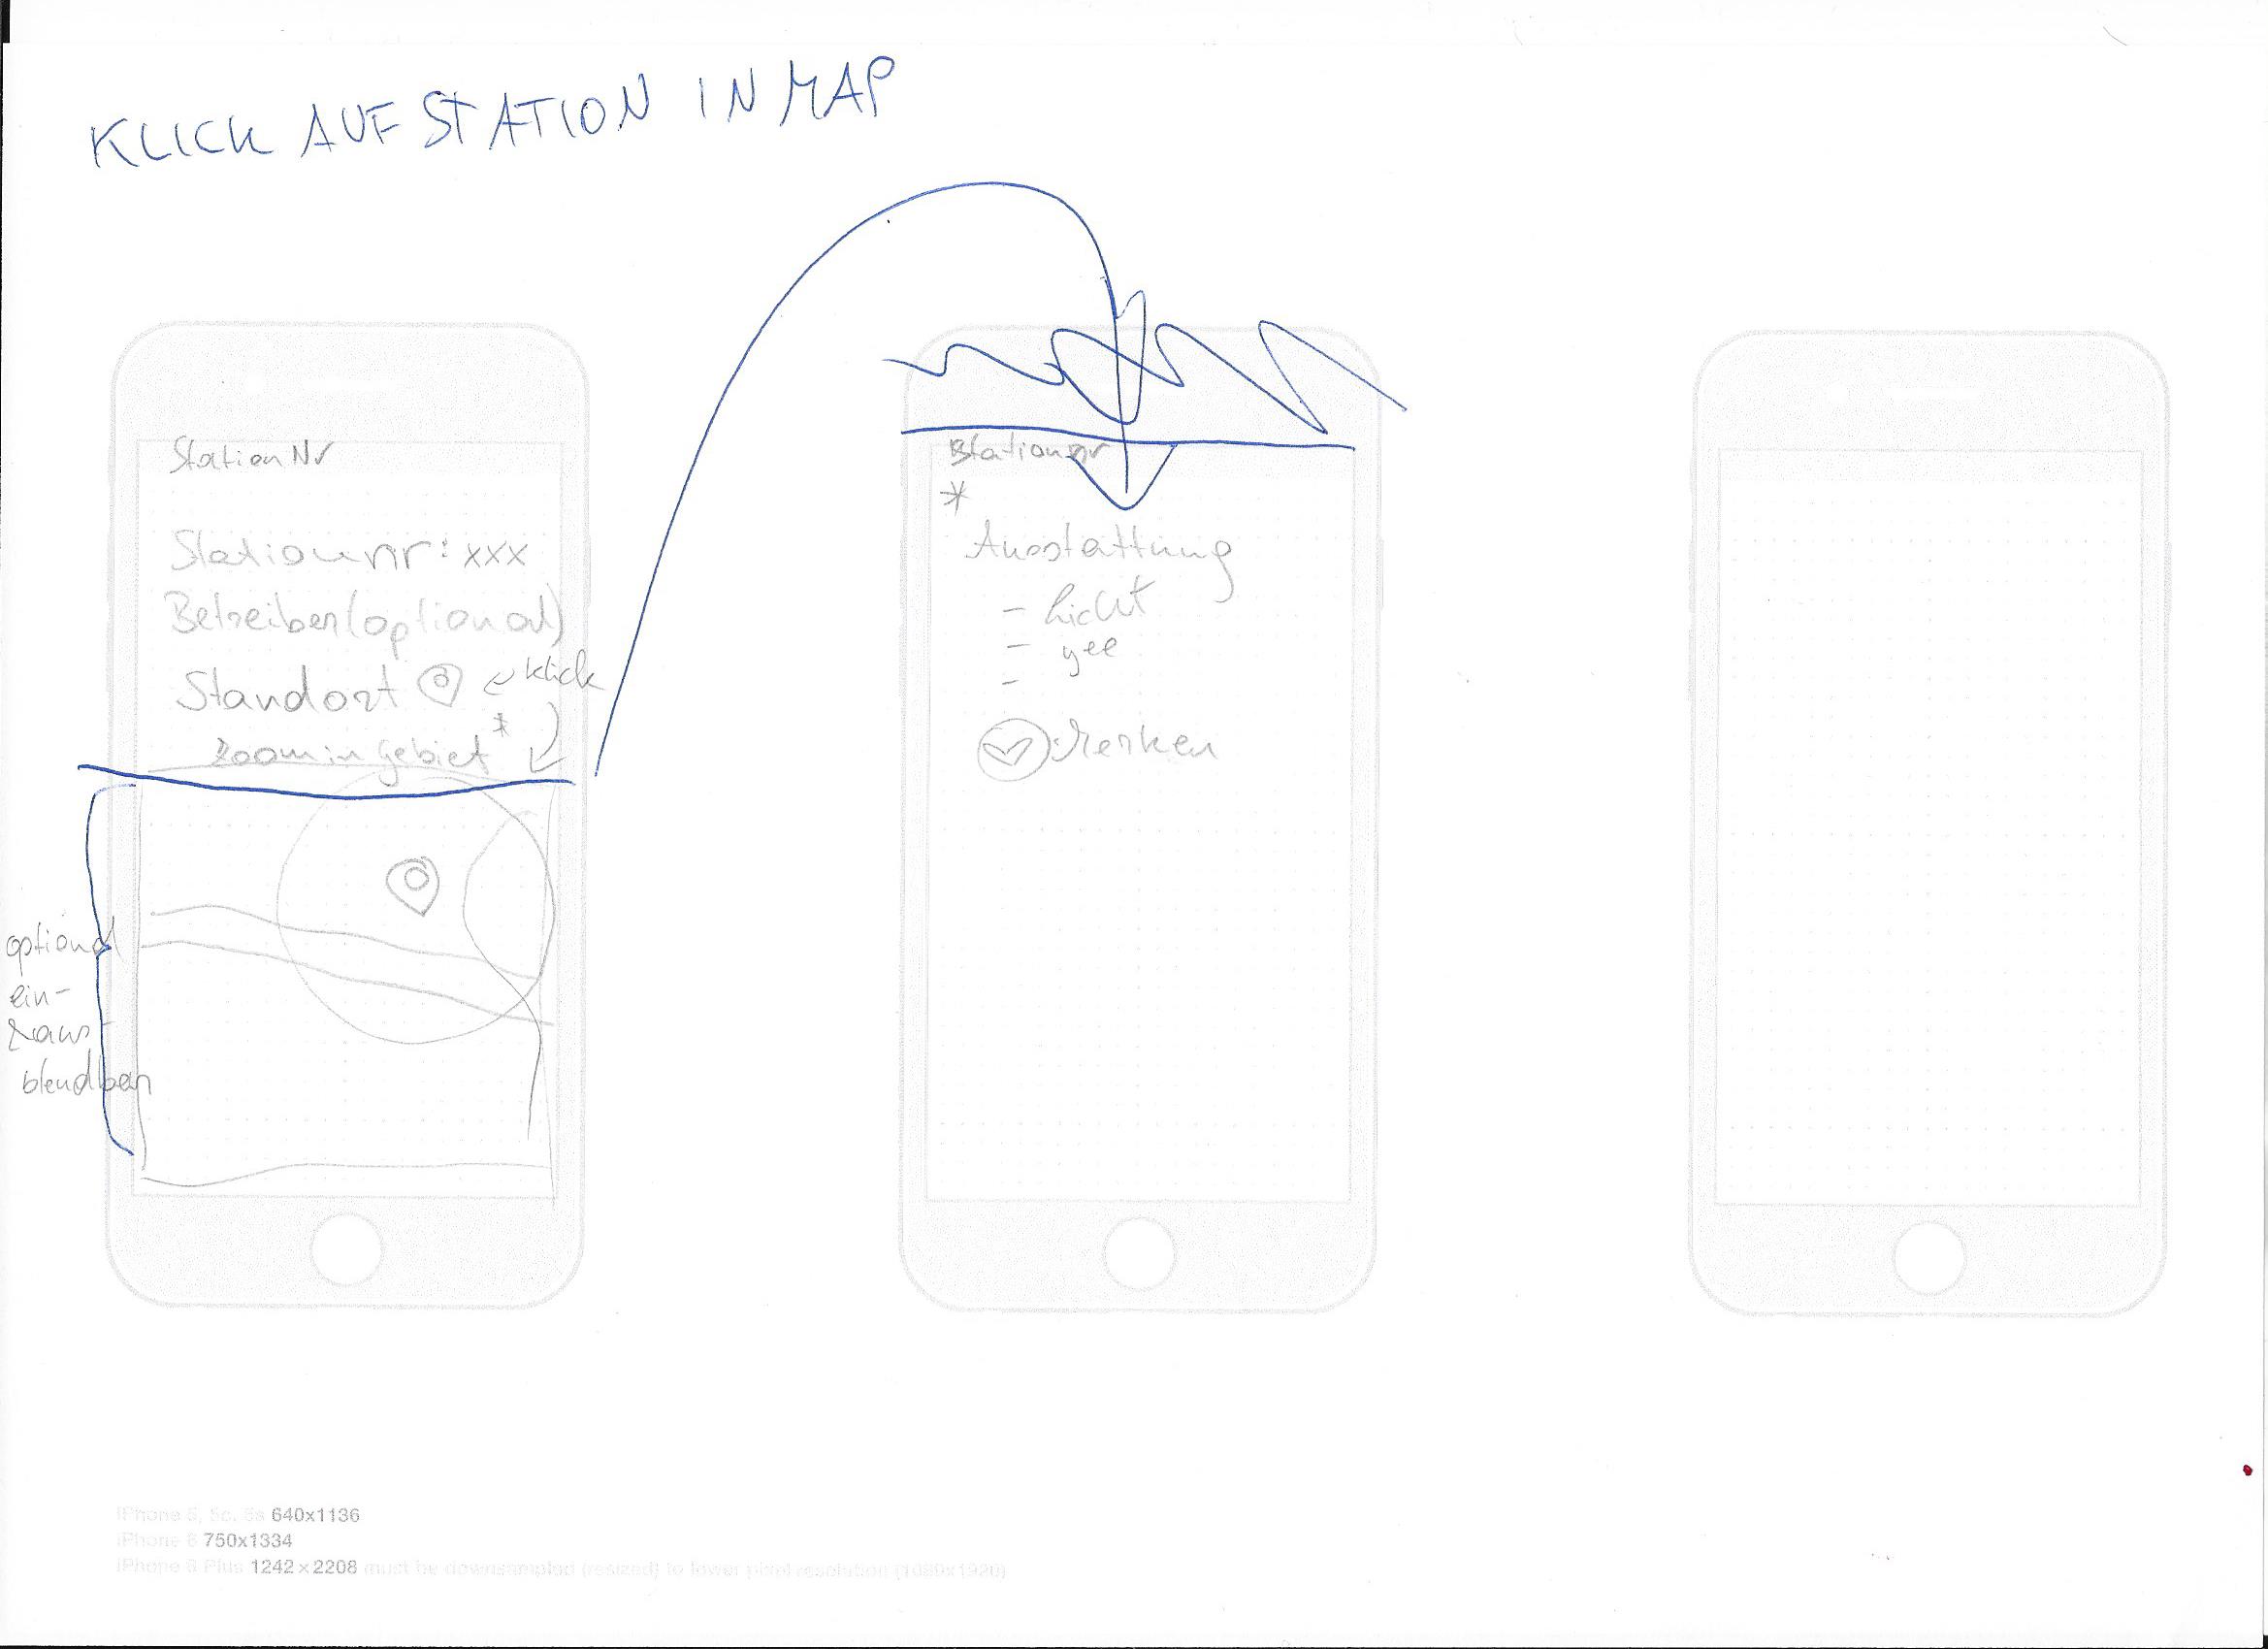 KLICK AUF STATION IN MAP
Station Nr
Stationnr: xxx
Betreiber (optional)
Standort
← Klick
*
Zoom in Gebiet
optional
ein-
&aus
blendbar
Stationnr
*
Ausstattung
- licht
- yee
-
: Merken
iPhone 5, 5c, 5s 640x1136
iPhone 6 750x1334
iPhone 6 Plus 1242×2208 must be downsampled (resized) to lower pixel resolution (1080x1920)